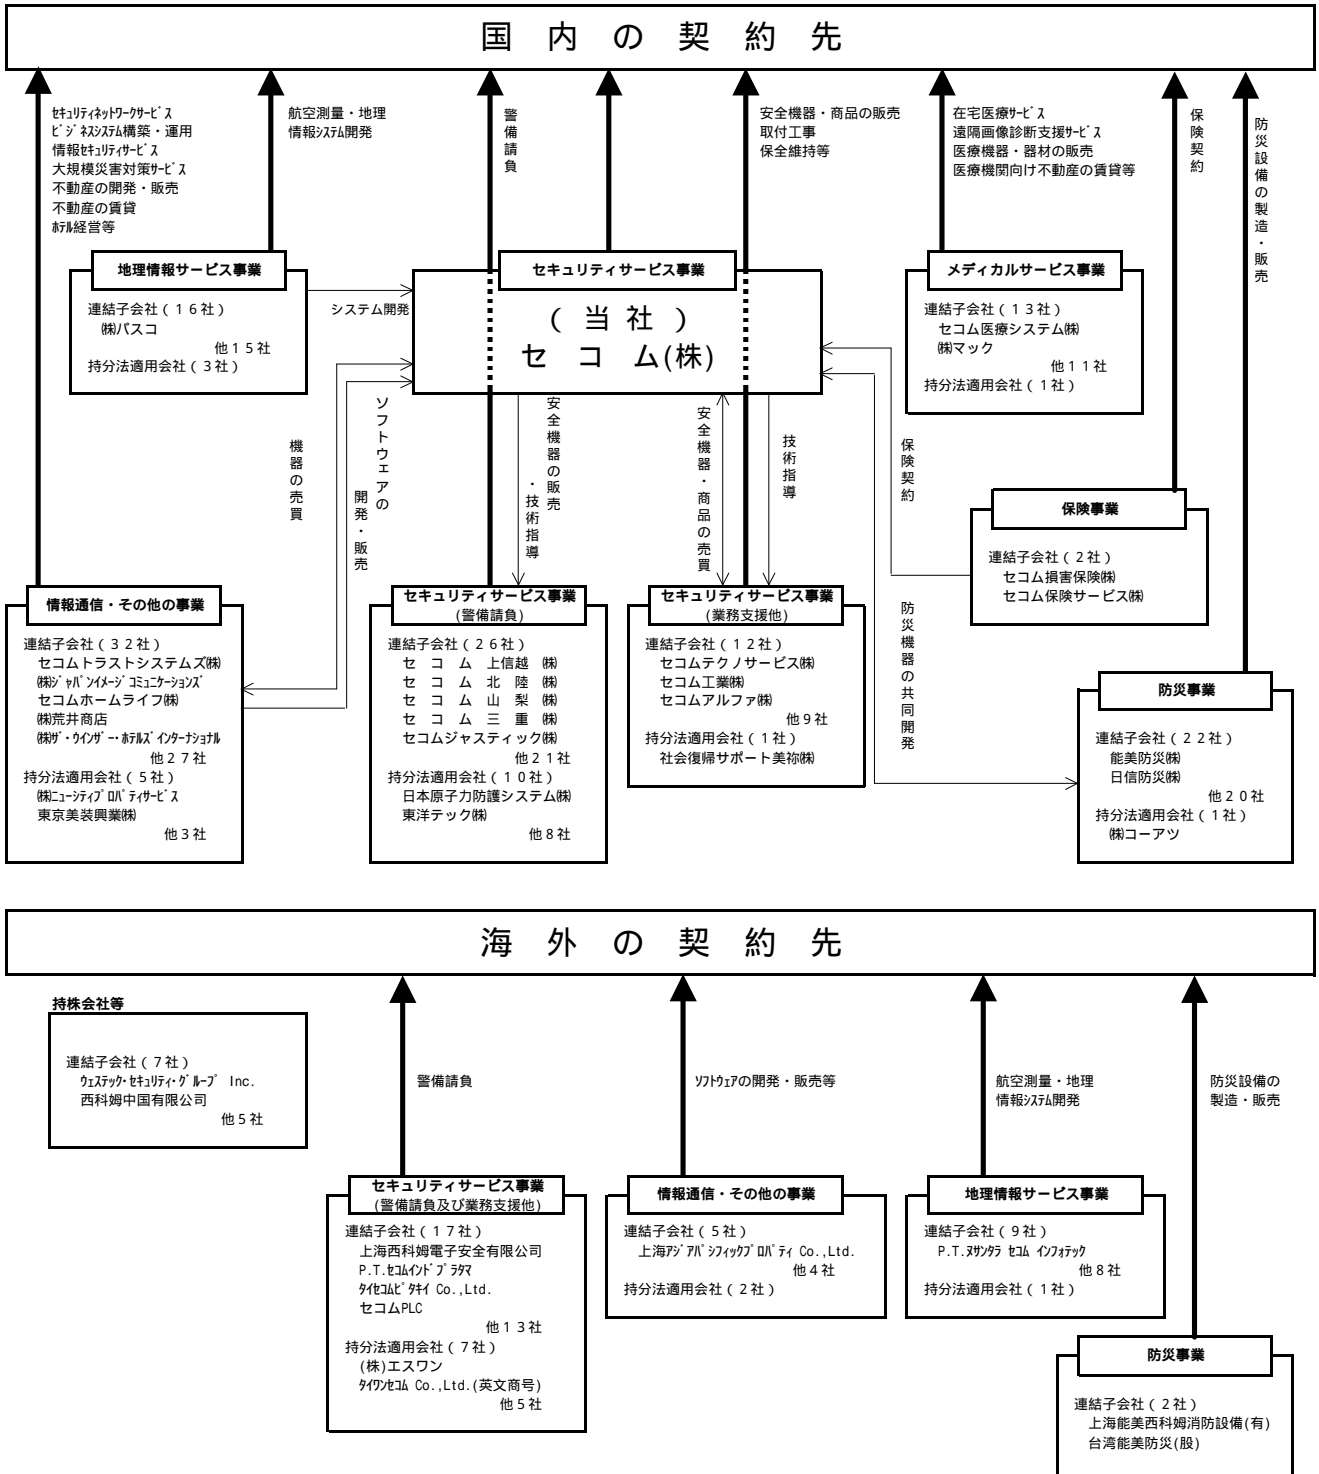 国内の契約先
セキュリティネットワークサービス
ビジネスシステム構築・運用
情報セキュリティサービス
大規模災害対策サービス
不動産の開発・販売
不動産の賃貸
ホテル経営等
航空測量・地理
情報システム開発
警備請負
安全機器・商品の販売
取付工事
保全維持等
在宅医療サービス
遠隔画像診断支援サービス
医療機器・器材の販売
医療機関向け不動産の賃貸等
保険契約
防災設備の製造・販売
地理情報サービス事業
連結子会社(16社)
㈱パスコ
他15社
持分法適用会社(3社)
システム開発
セキュリティサービス事業
(当社)
セコム(株)
メディカルサービス事業
連結子会社(13社)
セコム医療システム㈱
㈱マック
他11社
持分法適用会社(1社)
機器の売買
ソフトウェアの
開発・販売
安全機器の販売
・技術指導
安全機器・商品の売買
技術指導
保険契約
防災機器の共同開発
保険事業
連結子会社(2社)
セコム損害保険㈱
セコム保険サービス㈱
情報通信・その他の事業
連結子会社(32社)
セコムトラストシステムズ㈱
㈱ジャパンイメージコミュニケーションズ
セコムホームライフ㈱
㈱荒井商店
㈱ザ・ウインザー・ホテルズインターナショナル
他27社
持分法適用会社(5社)
㈱ニューシティプロパティサービス
東京美装興業㈱
他3社
セキュリティサービス事業
(警備請負)
連結子会社(26社)
セコム上信越㈱
セコム北陸㈱
セコム山梨㈱
セコム三重㈱
セコムジャスティック㈱
他21社
持分法適用会社(10社)
日本原子力防護システム㈱
東洋テック㈱
他8社
セキュリティサービス事業
(業務支援他)
連結子会社(12社)
セコムテクノサービス㈱
セコム工業㈱
セコムアルファ㈱
他9社
持分法適用会社(1社)
社会復帰サポート美祢㈱
防災事業
連結子会社(22社)
能美防災㈱
日信防災㈱
他20社
持分法適用会社(1社)
㈱コーアツ
海外の契約先
持株会社等
連結子会社(7社)
ウェステック・セキュリティ・グループ Inc.
西科姆中国有限公司
他5社
警備請負
ソフトウェアの開発・販売等
航空測量・地理
情報システム開発
防災設備の
製造・販売
セキュリティサービス事業
(警備請負及び業務支援他)
連結子会社(17社)
上海西科姆電子安全有限公司
P.T.セコムインドプラタマ
タイセコムピタキイ Co.,Ltd.
セコムPLC
他13社
持分法適用会社(7社)
(株)エスワン
タイワンセコム Co.,Ltd.(英文商号)
他5社
情報通信・その他の事業
連結子会社(5社)
上海アジアパシフィックプロパティ Co.,Ltd.
他4社
持分法適用会社(2社)
地理情報サービス事業
連結子会社(9社)
P.T.ヌサンタラ セコム インフォテック
他8社
持分法適用会社(1社)
防災事業
連結子会社(2社)
上海能美西科姆消防設備(有)
台湾能美防災(股)